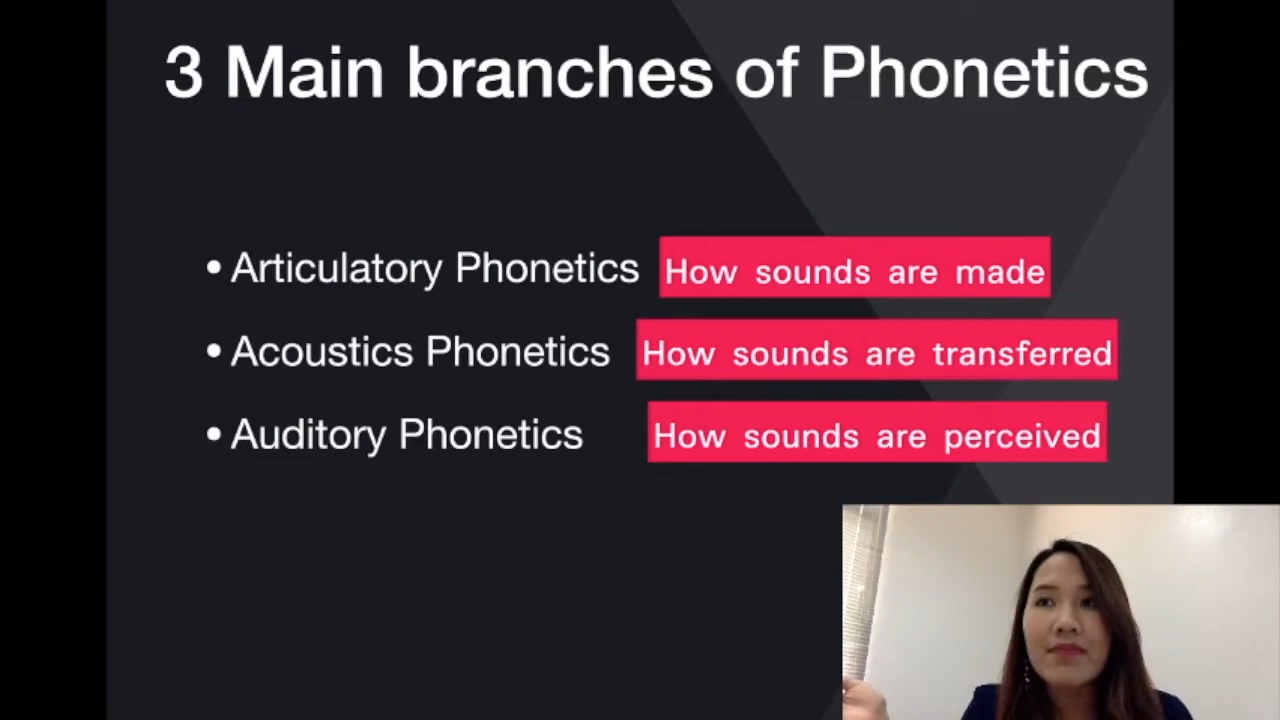 3 Main branches of Phonetics
• Articulatory Phonetics How sounds are made
• Acoustics Phonetics How sounds are transferred
• Auditory Phonetics How sounds are perceived